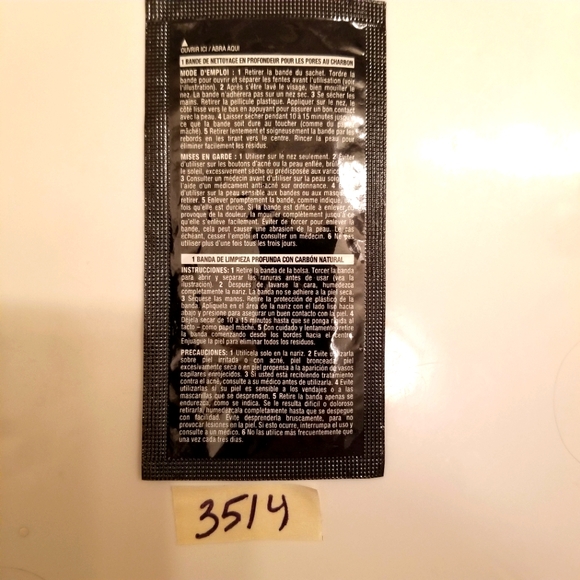 OUVRIR ICI / ABRA AQUI
1 BANDE DE NETTOYAGE EN PROFONDEUR POUR LES PORES AU CHARBON
MODE D'EMPLOI : 1 Retirer la bande du sachet. Tordre la
bande pour ouvrir et séparer les fentes avant l'utilisation (voir
l'illustration). 2 Après s'être lavé le visage, bien mouiller le
nez. La bande n'adhérera pas sur un nez sec. 3 Se sécher les
mains. Retirer la pellicule plastique. Appliquer sur le nez, le
côté lisse vers le bas en appuyant pour assurer un bon contact
avec la peau. 4 Laisser sécher pendant 10 à 15 minutes jusqu'à
ce que la bande soit dure au toucher (comme du papier
mâché). 5 Retirer lentement et soigneusement la bande par les
rebords en les tirant vers le centre. Rincer la peau pour
éliminer facilement les résidus.
MISES EN GARDE : 1 Utiliser sur le nez seulement. 2 Éviter
d'utiliser sur les boutons d'acné ou la peau enflée, brûlée
le soleil, excessivement sèche ou prédisposée aux varices
3 Consulter un médecin avant d'utiliser sur la peau soignée
l'aide d'un médicament anti-acné sur ordonnance. 4
d'utiliser sur la peau sensible aux bandes ou aux masques
retirer. 5 Enlever promptement la bande, comme indiqué,
fois qu'elle est durcie. Si la bande est difficile à enlever
provoque de la douleur, la mouiller complètement jusqu'à ce
qu'elle s'enlève facilement. Éviter de forcer pour enlever la
bande, cela peut causer une abrasion de la peau. Le cas
échéant, cesser l'emploi et consulter un médecin. 6 Ne pas
utiliser plus d'une fois tous les trois jours.
1 BANDA DE LIMPIEZA PROFUNDA CON CARBÓN NATURAL
INSTRUCCIONES: 1 Retire la banda de la bolsa. Torcer la banda
para abrir y separar las ranuras antes de usar (vea la
ilustración). 2 Después de lavarse la cara, humedezca
completamente la nariz. La banda no se adhiere a la piel seca.
3 Séquese las manos. Retire la protección de plástico de la
banda. Aplíquela en el área de la nariz con el lado liso hacia
abajo y presione para asegurar un buen contacto con la piel. 4
Déjela secar de 10 a 15 minutos hasta que se ponga rígida al
tacto – como papel mâché. 5 Con cuidado y lentamente, retire
la banda comenzando desde los bordes hacia el centro.
Enjuague la piel para eliminar todos los residuos.
PRECAUCIONES: 1 Utilícela solo en la nariz. 2 Evite utilizarla
sobre piel irritada o con acné, piel bronceada, piel
excesivamente seca o en piel propensa a la aparición de vasos
capilares enrojecidos. 3 Si usted está recibiendo tratamiento
contra el acné, consulte a su médico antes de utilizarla. 4 Evite
utilizarlas si su piel es sensible a los vendajes o a las
mascarillas que se desprenden. 5 Retire la banda apenas se
endurezca, como se indica. Se le resulta difícil o doloroso
retirarla, humedézcala completamente hasta que se despegue
con facilidad. Evite desprenderla bruscamente, para no
provocar lesiones en la piel. Si esto ocurre, interrumpa el uso y
consulte a un médico. 6 No las utilice más frecuentemente que
una vez cada tres días.
3514